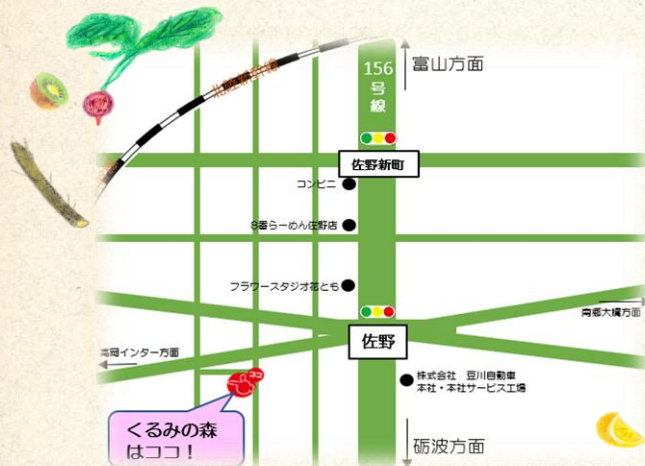 富山方面
156
号
線
佐野新町
コンビニ
8番らーめん佐野店
フラワースタジオ花とも
南郷大橋方面
佐野
高岡インター方面
ココ
株式会社 豆川自動車
本社・本社サービス工場
くるみの森
はココ!
砺波方面